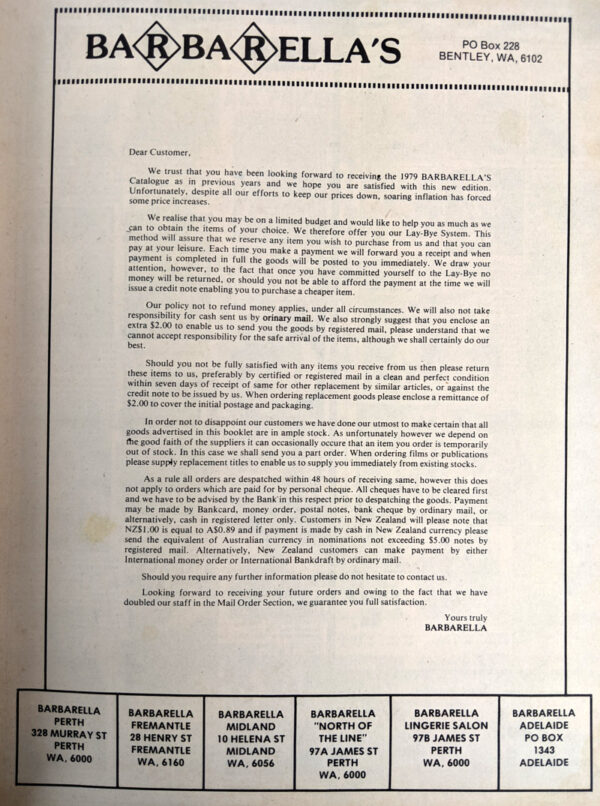 BARBARELLA'S
PO Box 228
BENTLEY, WA, 6102
Dear Customer,
We trust that you have been looking forward to receiving the 1979 BARBARELLA'S
Catalogue as in previous years and we hope you are satisfied with this new edition.
Unfortunately, despite all our efforts to keep our prices down, soaring inflation has forced
some price increases.
We realise that you may be on a limited budget and would like to help you as much as we
can to obtain the items of your choice. We therefore offer you our Lay-Bye System. This
method will assure that we reserve any item you wish to purchase from us and that you can
pay at your leisure. Each time you make a payment we will forward you a receipt and when
payment is completed in full the goods will be posted to you immediately. We draw your
attention, however, to the fact that once you have committed yourself to the Lay-Bye no
money will be returned, or should you not be able to afford the payment at the time we will
issue a credit note enabling you to purchase a cheaper item.
Our policy not to refund money applies, under all circumstances. We will also not take
responsibility for cash sent us by orinary mail. We also strongly suggest that you enclose an
extra $2.00 to enable us to send you the goods by registered mail, please understand that we
cannot accept responsibility for the safe arrival of the items, although we shall certainly do our
best.
Should you not be fully satisfied with any items you receive from us then please return
these items to us, preferably by certified or registered mail in a clean and perfect condition
within seven days of receipt of same for other replacement by similar articles, or against the
credit note to be issued by us. When ordering replacement goods please enclose a remittance of
$2.00 to cover the initial postage and packaging.
In order not to disappoint our customers we have done our utmost to make certain that all
goods advertised in this booklet are in ample stock. As unfortunately however we depend on
the good faith of the suppliers it can occasionally occure that an item you order is temporarily
out of stock. In this case we shall send you a part order. When ordering films or publications
please supply replacement titles to enable us to supply you immediately from existing stocks.
As a rule all orders are despatched within 48 hours of receiving same, however this does
not apply to orders which are paid for by personal cheque. All cheques have to be cleared first
and we have to be advised by the Bank in this respect prior to despatching the goods. Payment
may be made by Bankcard, money order, postal notes, bank cheque by ordinary mail, or
alternatively, cash in registered letter only. Customers in New Zealand will please note that
NZ$1.00 is equal to A$0.89 and if payment is made by cash in New Zealand currency please
send the equivalent of Australian currency in nominations not exceeding $5.00 notes by
registered mail. Alternatively, New Zealand customers can make payment by either
International money order or International Bankdraft by ordinary mail.
Should you require any further information please do not hesitate to contact us.
Looking forward to receiving your future orders and owing to the fact that we have
doubled our staff in the Mail Order Section, we guarantee you full satisfaction.
Yours truly
BARBARELLA
BARBARELLA
PERTH
328 MURRAY ST
PERTH
WA, 6000
BARBARELLA
FREMANTLE
28 HENRY ST
FREMANTLE
WA, 6160
BARBARELLA
MIDLAND
10 HELENA ST
MIDLAND
WA, 6056
BARBARELLA
"NORTH OF
THE LINE"
97A JAMES ST
PERTH
WA, 6000
BARBARELLA
LINGERIE SALON
97B JAMES ST
PERTH
WA, 6000
BARBARELLA
ADELAIDE
PO BOX
1343
ADELAIDE